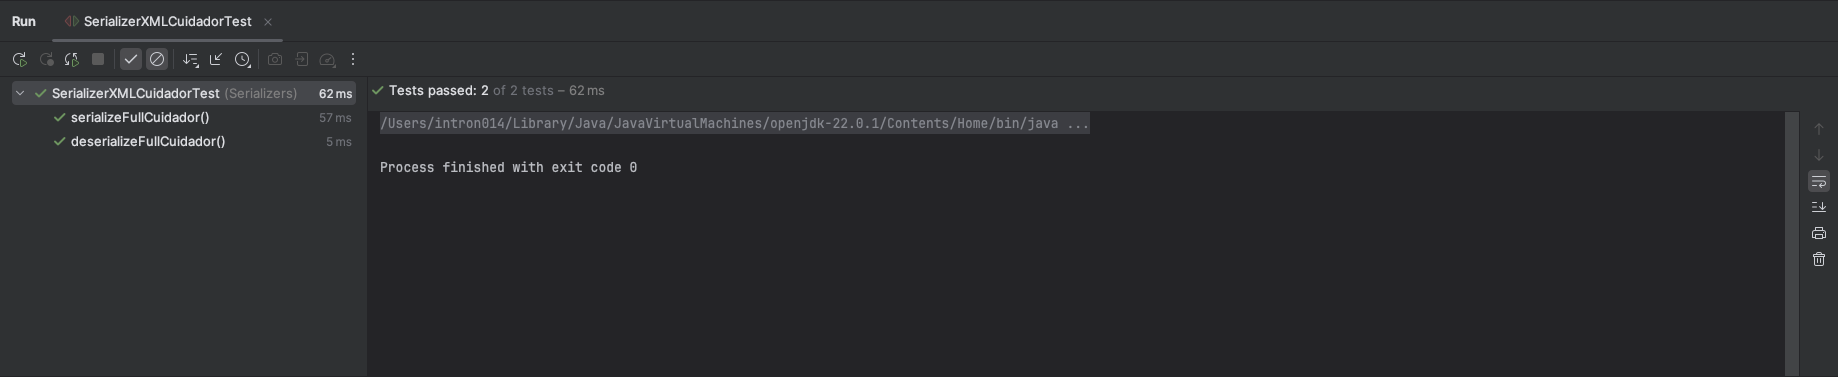 Run SerializerXMLCuidadorTest
SerializerXMLCuidadorTest (Serializers) 62 ms
serializeFullCuidador() 57 ms
deserializeFullCuidador() 5 ms
Tests passed: 2 of 2 tests – 62 ms
/Users/intron014/Library/Java/JavaVirtualMachines/openjdk-22.0.1/Contents/Home/bin/java ...
Process finished with exit code 0